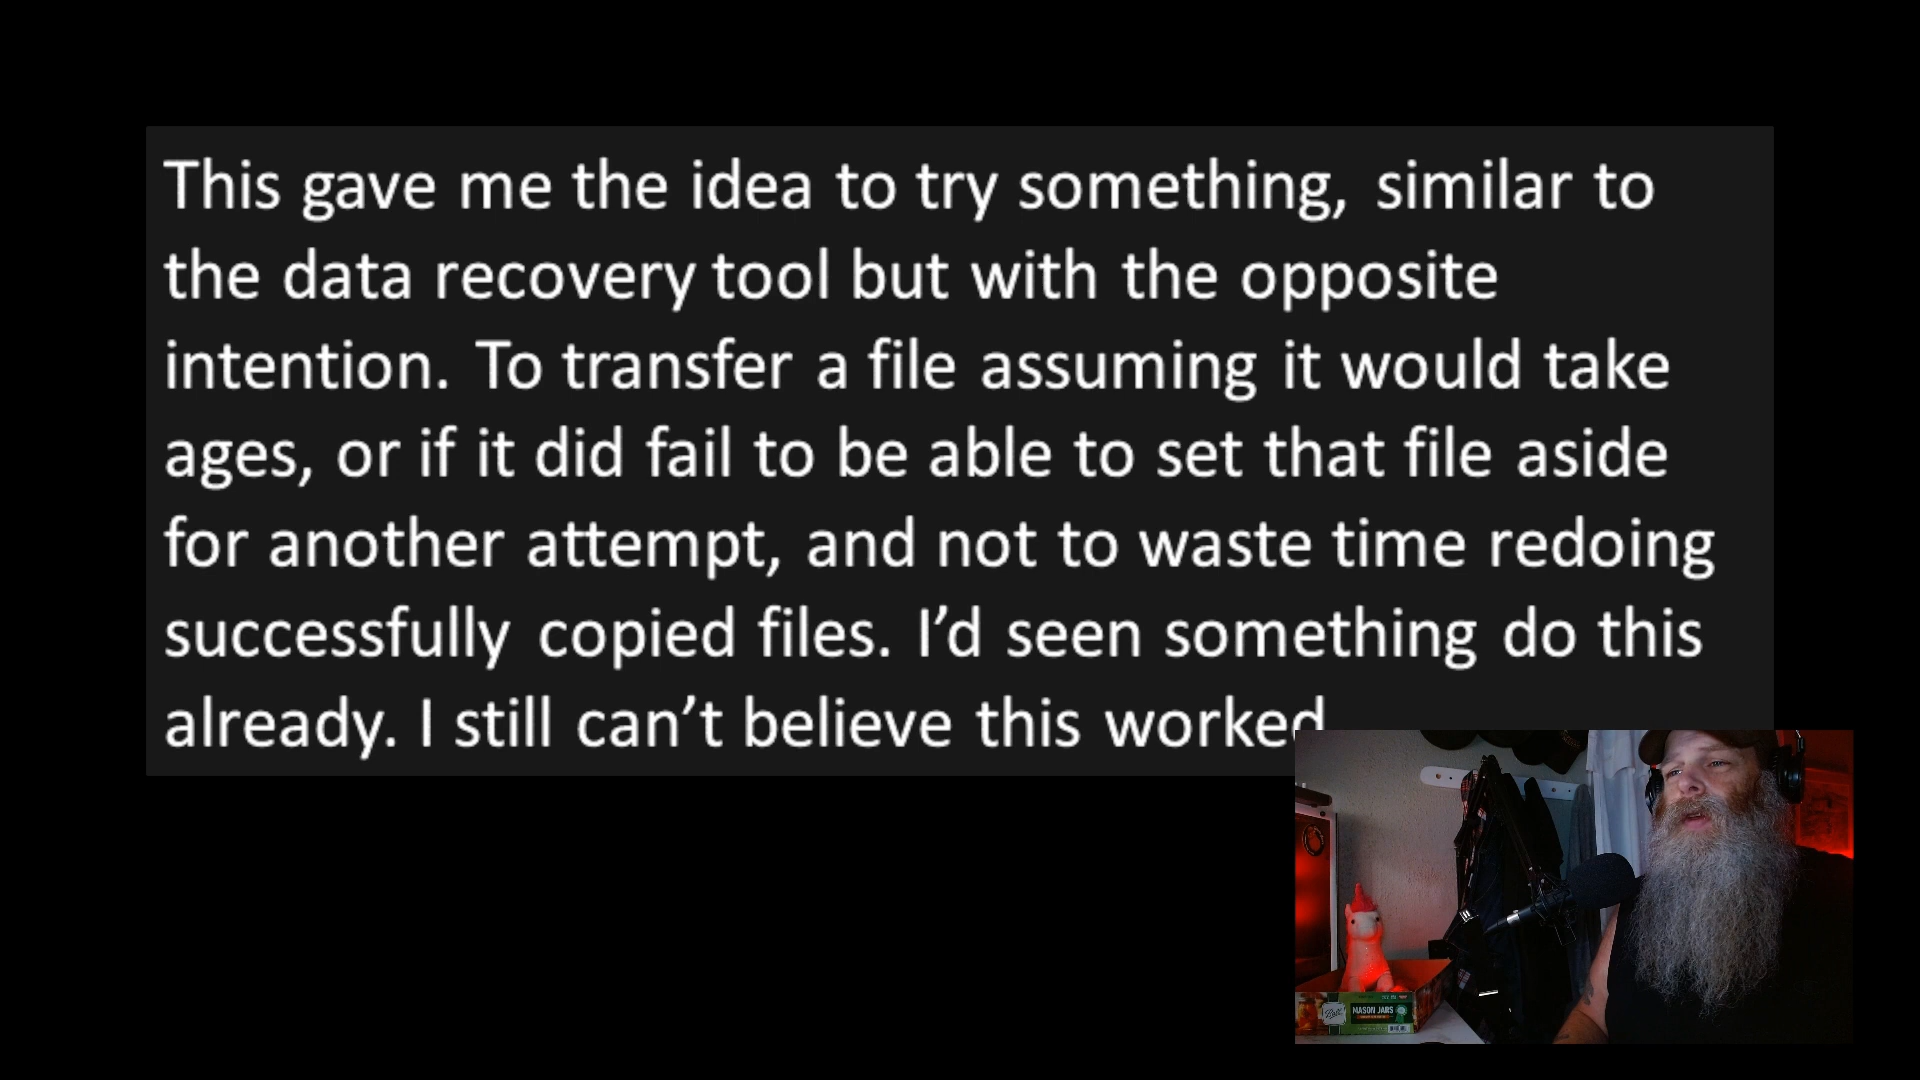 This gave me the idea to try something, similar to
the data recovery tool but with the opposite
intention. To transfer a file assuming it would take
ages, or if it did fail to be able to set that file aside
for another attempt, and not to waste time redoing
successfully copied files. I’d seen something do this
already. I still can’t believe this worked
Ball
MASON JARS